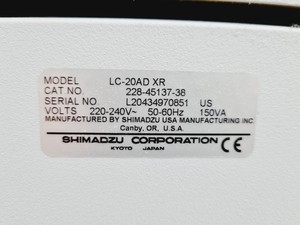 MODEL LC-20AD XR
CAT NO. 228-45137-38
SERIAL NO. L20434970851 US
VOLTS 220-240V~ 50-60Hz 150VA
MANUFACTURED BY SHIMADZU USA MANUFACTURING INC
Canby, OR, U.S.A.
SHIMADZU CORPORATION
KYOTO JAPAN